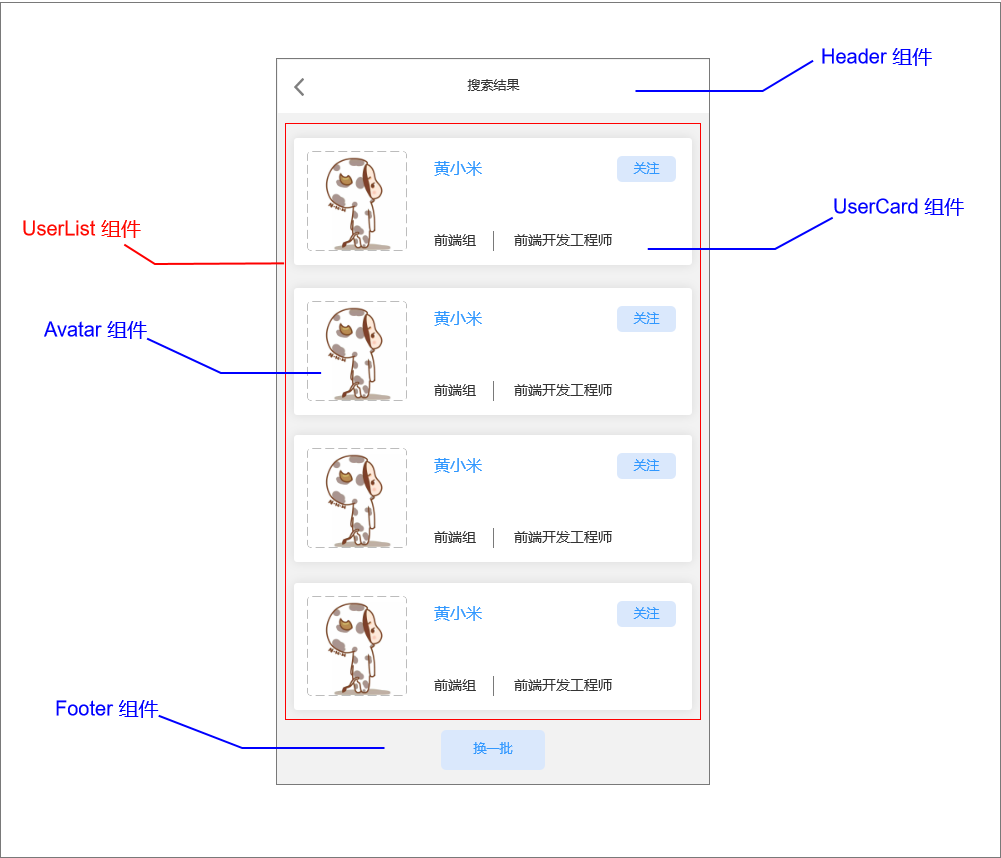 Header 组件
搜索结果
黄小米
关注
UserCard 组件
UserList 组件
前端组
前端开发工程师
黄小米
关注
Avatar 组件
前端组
前端开发工程师
黄小米
关注
前端组
前端开发工程师
黄小米
关注
前端组
前端开发工程师
Footer 组件
换一批